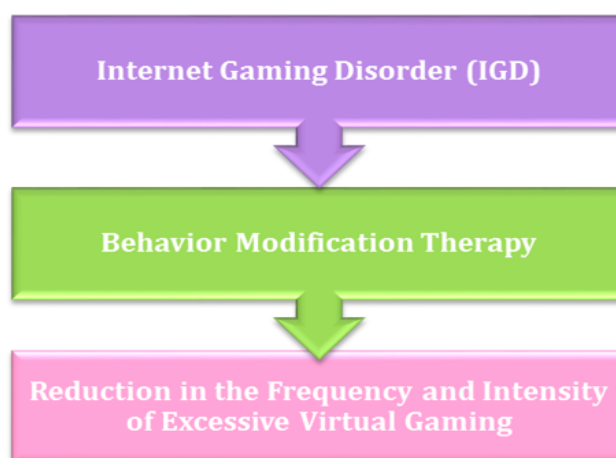 Internet Gaming Disorder (IGD)
Behavior Modification Therapy
Reduction in the Frequency and Intensity
of Excessive Virtual Gaming